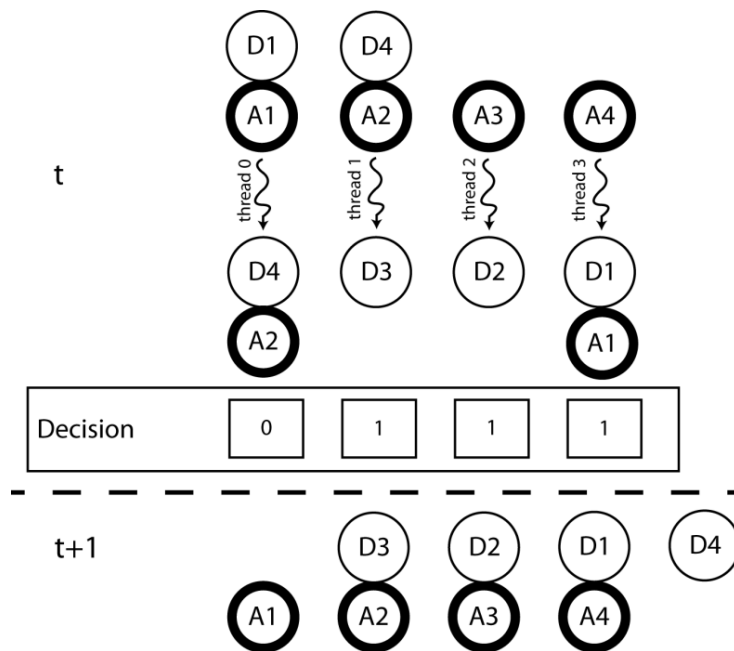 D1 D4
A1 A2 A3 A4
t
thread 0 thread 1 thread 2 thread 3
D4 D3 D2 D1
A2 A1
Decision 0 1 1 1
t+1
D3 D2 D1 D4
A1 A2 A3 A4